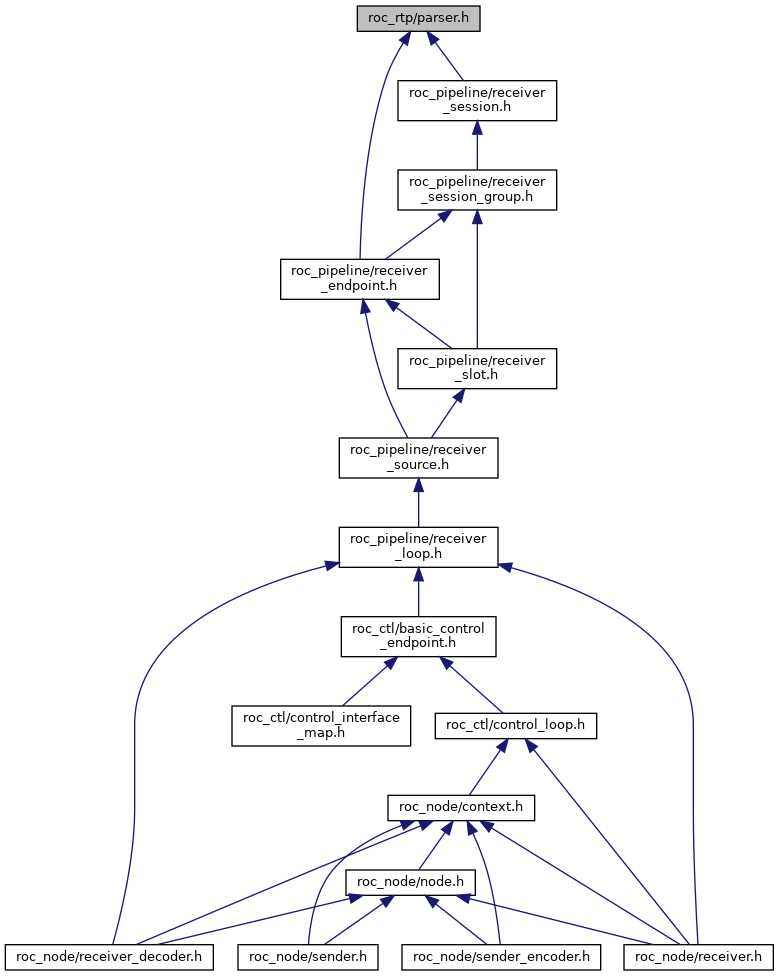 roc_rtp/parser.h
roc_pipeline/receiver
_session.h
roc_pipeline/receiver
_session_group.h
roc_pipeline/receiver
_endpoint.h
roc_pipeline/receiver
_slot.h
roc_pipeline/receiver
_source.h
roc_pipeline/receiver
_loop.h
roc_ctl/basic_control
_endpoint.h
roc_ctl/control_interface
_map.h
roc_ctl/control_loop.h
roc_node/context.h
roc_node/node.h
roc_node/receiver_decoder.h
roc_node/sender.h
roc_node/sender_encoder.h
roc_node/receiver.h